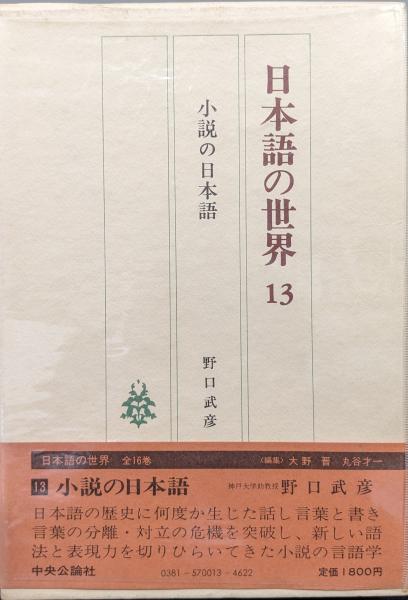 日本語の世界 13
小説の日本語
野口武彦
日本語の世界 全16巻
〈編集〉 大野 晋・丸谷才一
13 小説の日本語 神戸大学助教授 野口武彦
日本語の歴史に何度か生じた話し言葉と書き
言葉の分離・対立の危機を突破し、新しい語
法と表現力を切りひらいてきた小説の言語学
中央公論社 0381-570013-4622 定価1800円